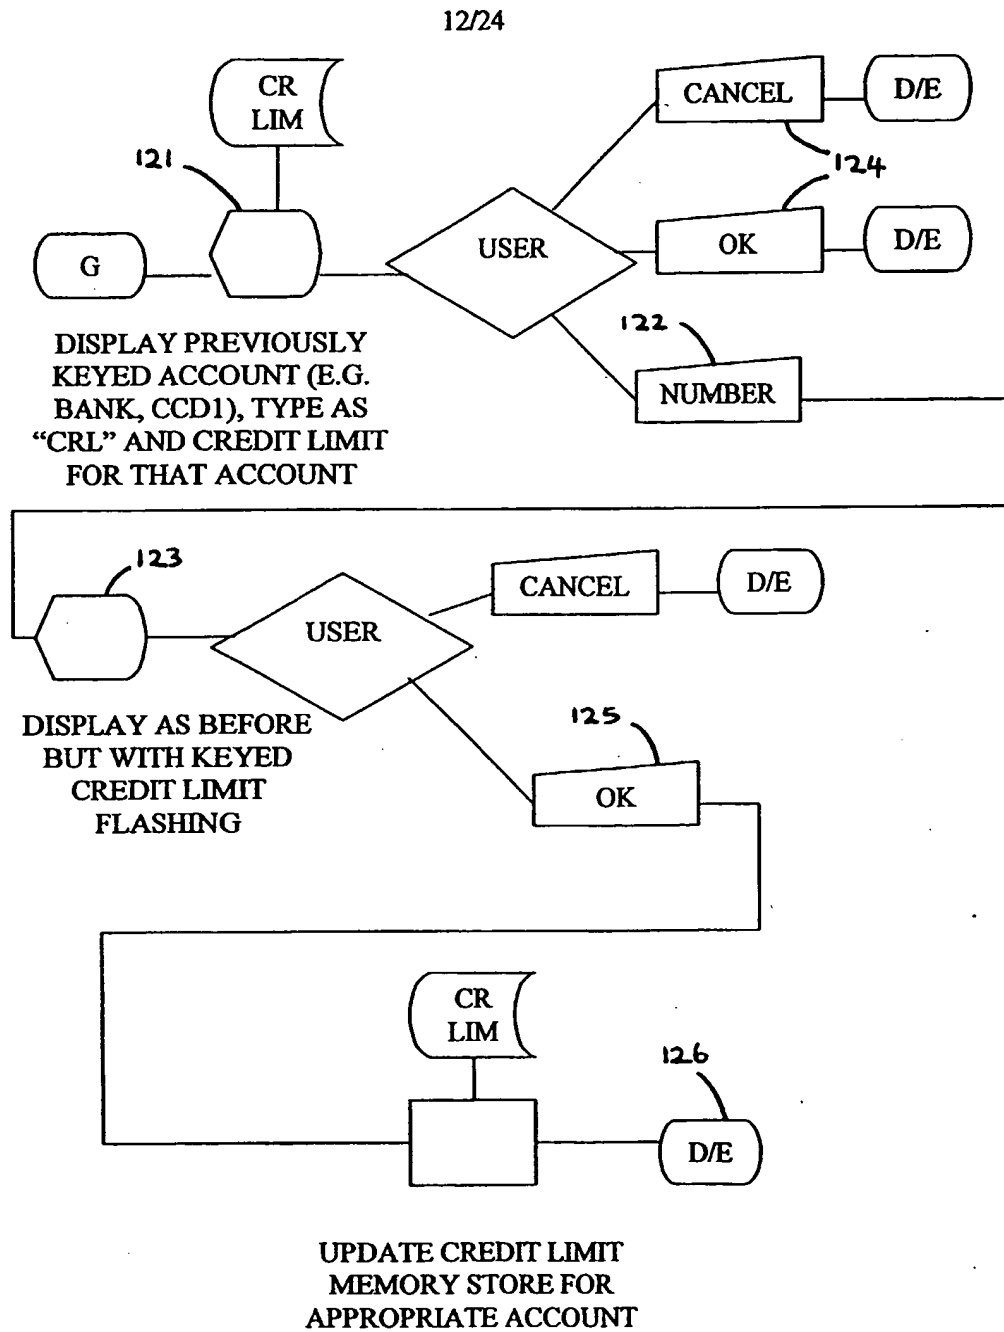 12/24
CR
LIM
CANCEL
D/E
121
124
G
USER
OK
D/E
122
NUMBER
DISPLAY PREVIOUSLY
KEYED ACCOUNT (E.G.
BANK, CCD1), TYPE AS
“CRL” AND CREDIT LIMIT
FOR THAT ACCOUNT
123
USER
CANCEL
D/E
DISPLAY AS BEFORE
BUT WITH KEYED
CREDIT LIMIT
FLASHING
125
OK
CR
LIM
126
D/E
UPDATE CREDIT LIMIT
MEMORY STORE FOR
APPROPRIATE ACCOUNT